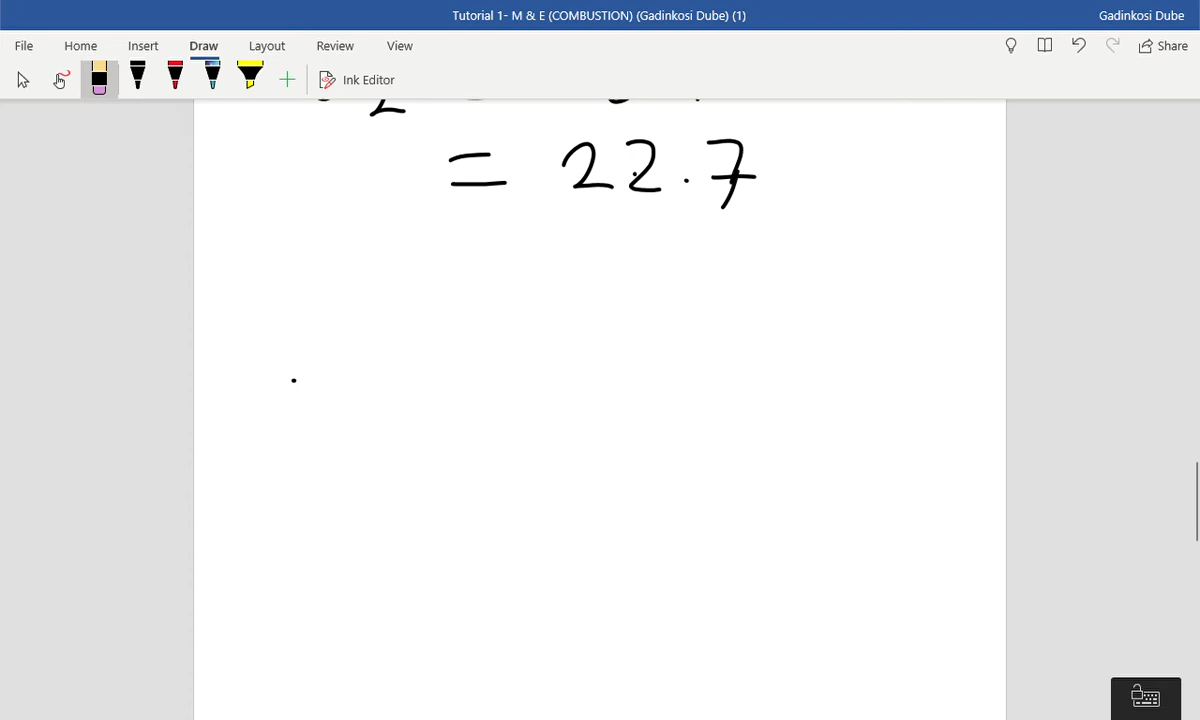 Tutorial 1- M & E (COMBUSTION) (Gadinkosi Dube) (1)
Gadinkosi Dube
File Home Insert Draw Layout Review View
Share
Ink Editor
= 22.7